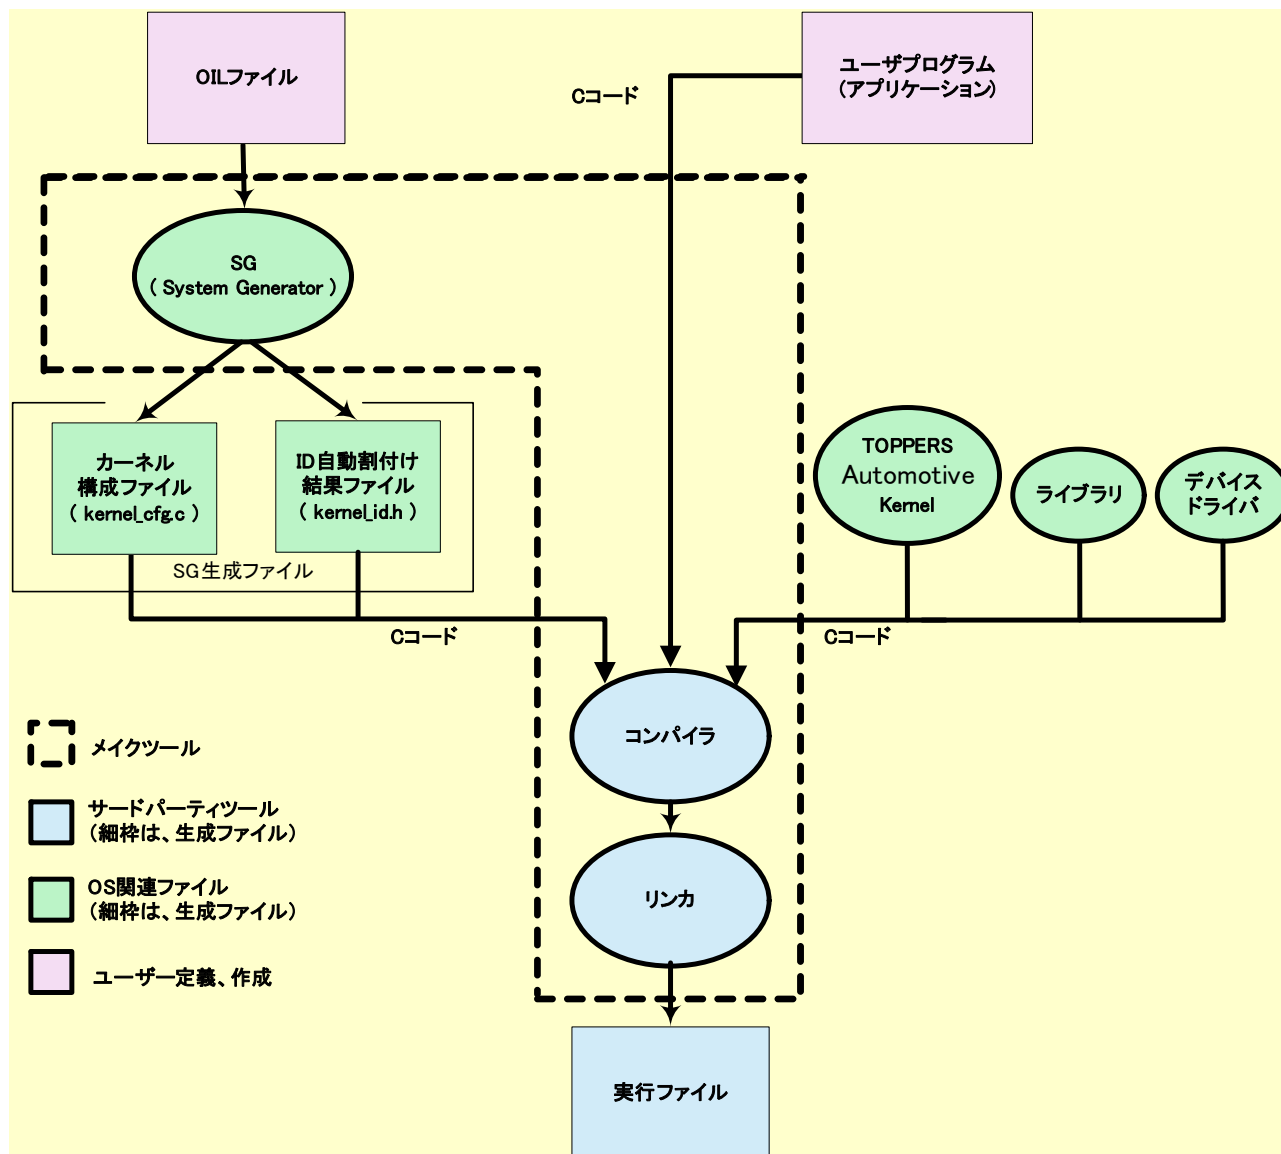 OILファイル
ユーザプログラム
(アプリケーション)
Cコード
SG
( System Generator )
カーネル
構成ファイル
( kernel_cfg.c )
ID自動割付け
結果ファイル
( kernel_id.h )
SG生成ファイル
TOPPERS
Automotive
Kernel
ライブラリ
デバイス
ドライバ
Cコード
Cコード
コンパイラ
リンカ
実行ファイル
メイクツール
サードパーティツール
(細枠は、生成ファイル)
OS関連ファイル
(細枠は、生成ファイル)
ユーザー定義、作成